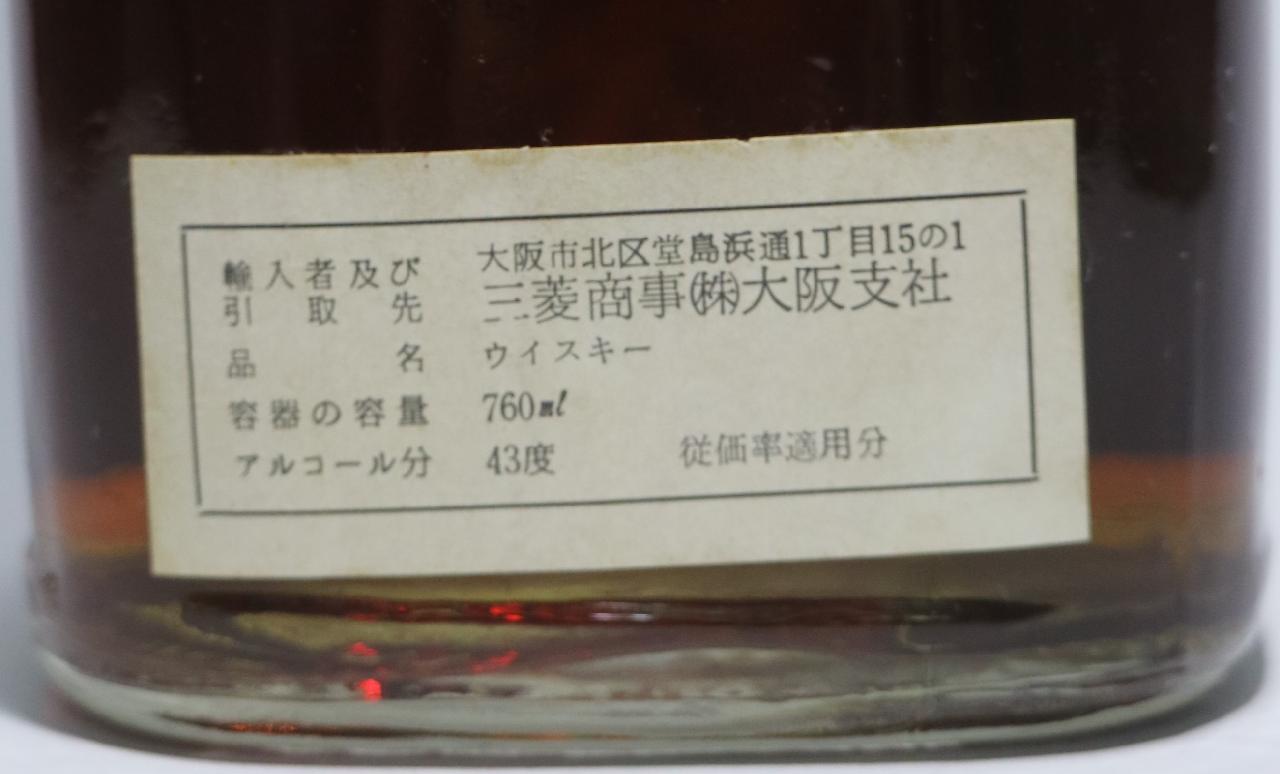 輸入者及び 大阪市北区堂島浜通1丁目15の1
引取先 三菱商事㈱大阪支社
品名 ウイスキー
容器の容量 760ml
アルコール分 43度 従価率適用分